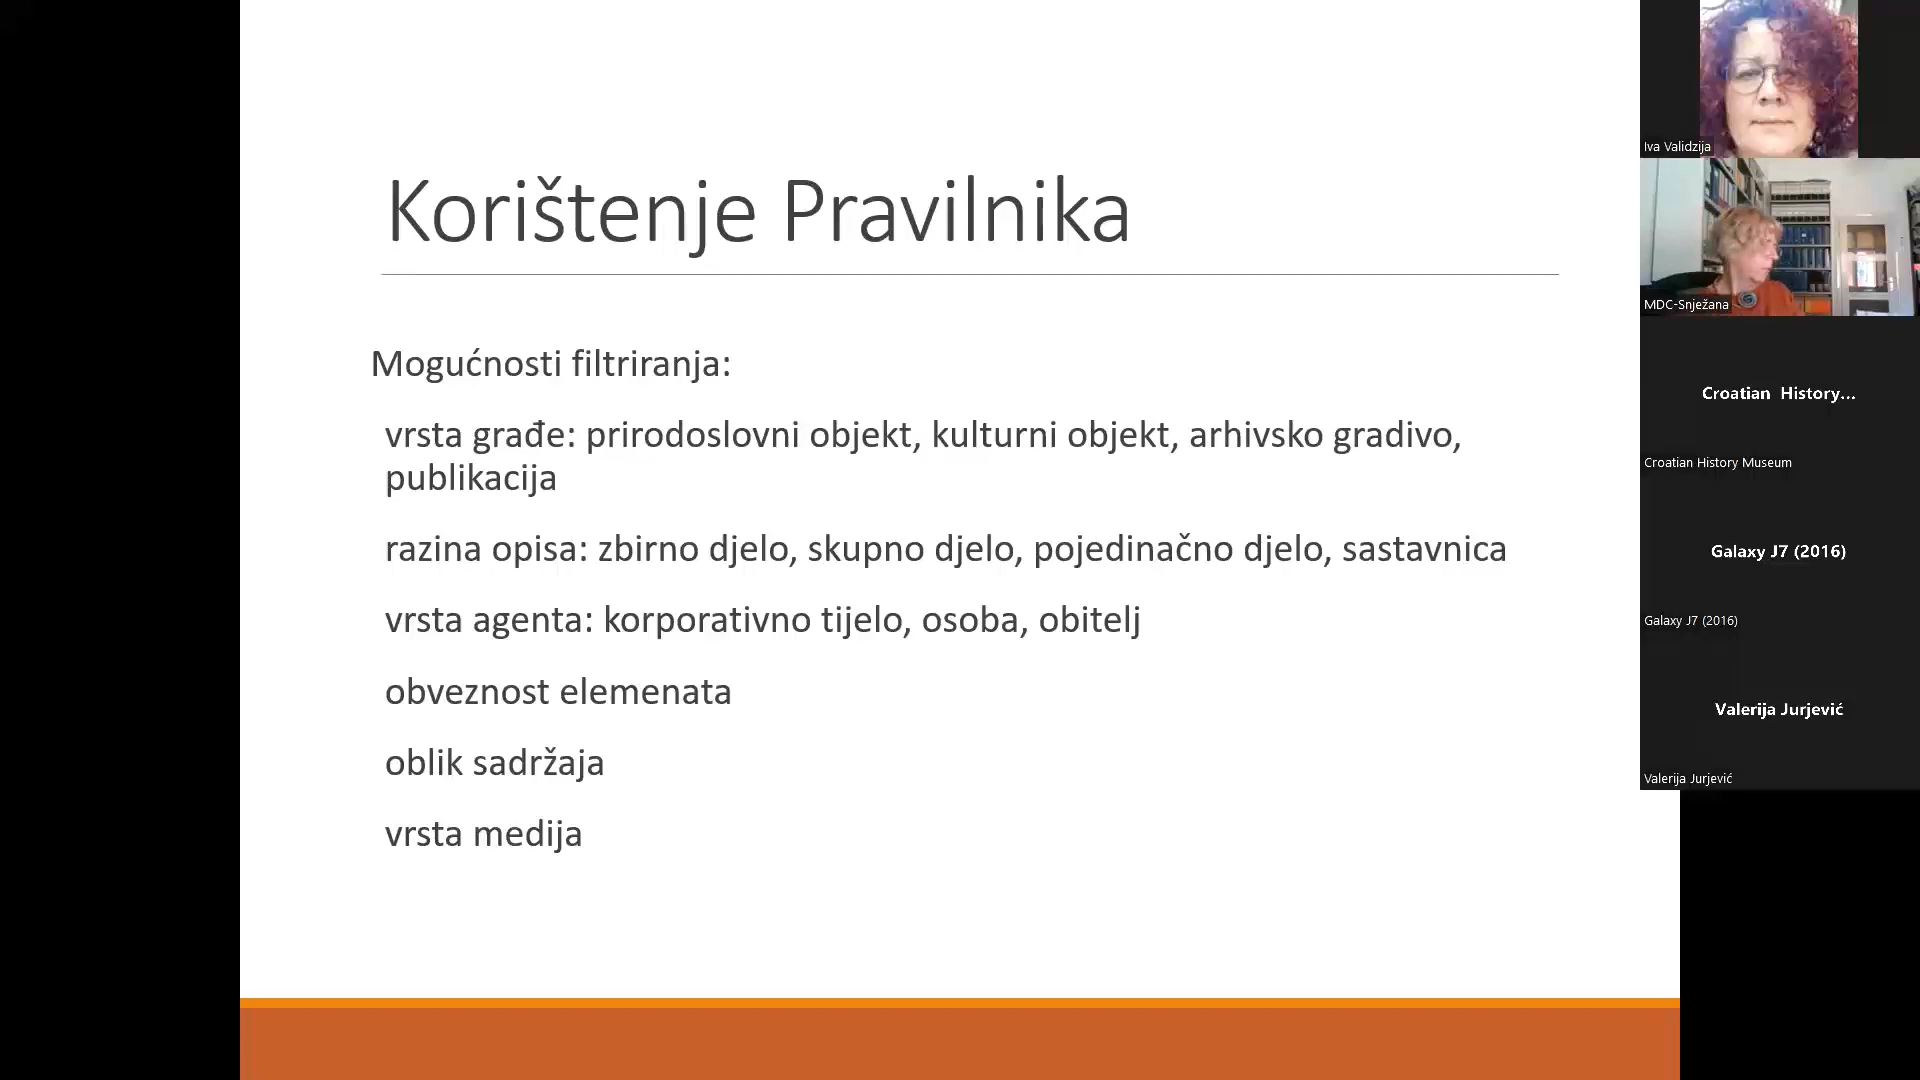 Korištenje Pravilnika
Mogućnosti filtriranja:
vrsta građe: prirodoslovni objekt, kulturni objekt, arhivsko gradivo,
publikacija
razina opisa: zbirno djelo, skupno djelo, pojedinačno djelo, sastavnica
vrsta agenta: korporativno tijelo, osoba, obitelj
obveznost elemenata
oblik sadržaja
vrsta medija
Iva Validzija
MDC-Snježana
Croatian History...
Croatian History Museum
Galaxy J7 (2016)
Galaxy J7 (2016)
Valerija Jurjević
Valerija Jurjević